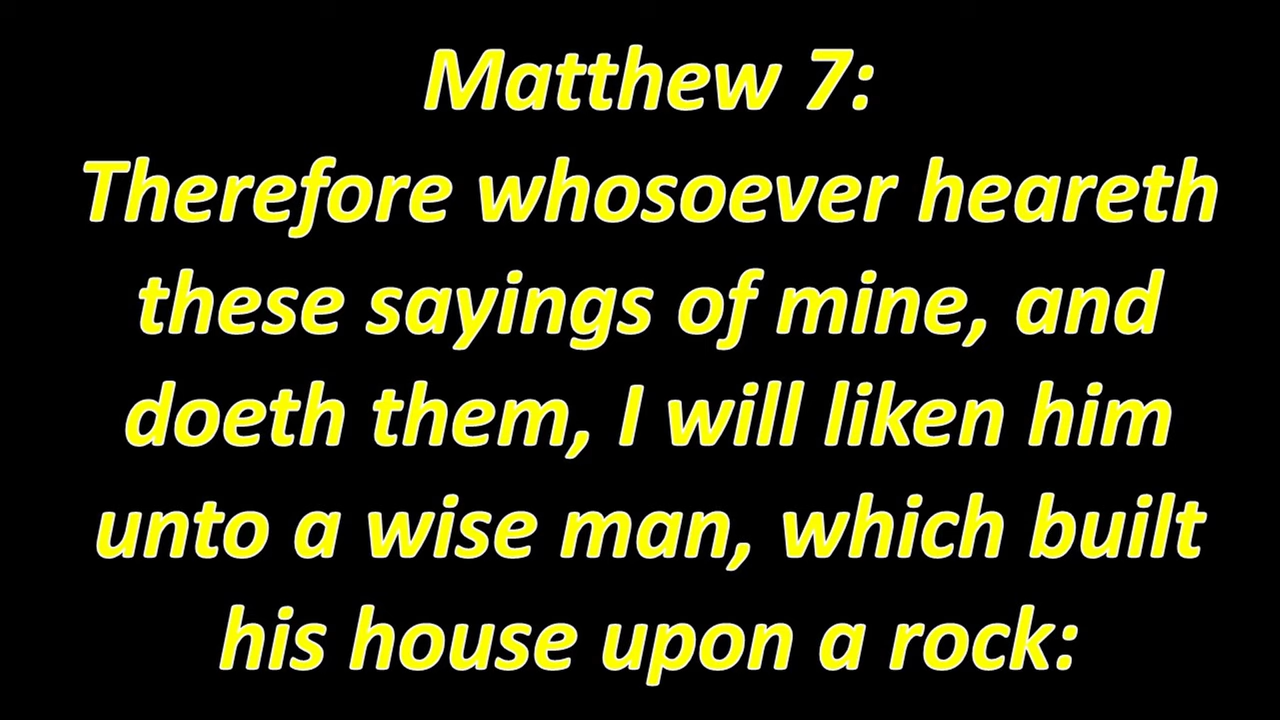 Matthew 7:
Therefore whosoever heareth
these sayings of mine, and
doeth them, I will liken him
unto a wise man, which built
his house upon a rock: